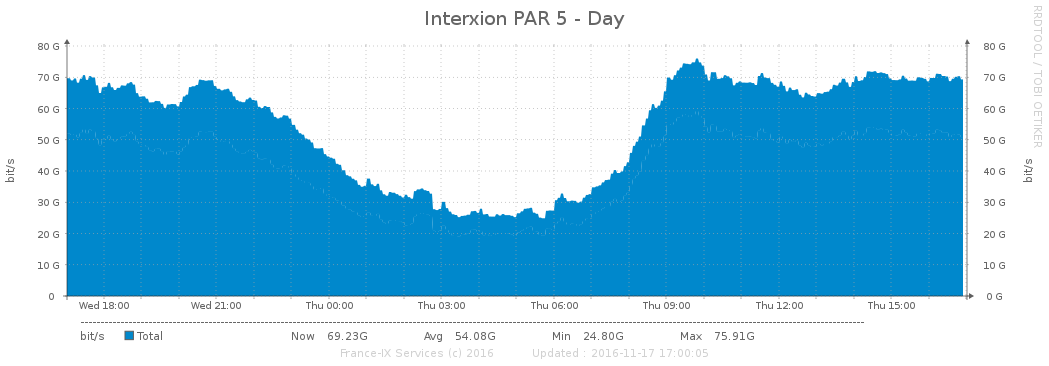 Interxion PAR 5 - Day
RRDTOOL / TOBI OETIKER
bit/s
80 G
70 G
60 G
50 G
40 G
30 G
20 G
10 G
0
80 G
70 G
60 G
50 G
40 G
30 G
20 G
10 G
0 G
bit/s
Wed 18:00 Wed 21:00 Thu 00:00 Thu 03:00 Thu 06:00 Thu 09:00 Thu 12:00 Thu 15:00
bit/s Total Now 69.23G Avg 54.08G Min 24.80G Max 75.91G
France-IX Services (c) 2016 Updated : 2016-11-17 17:00:05